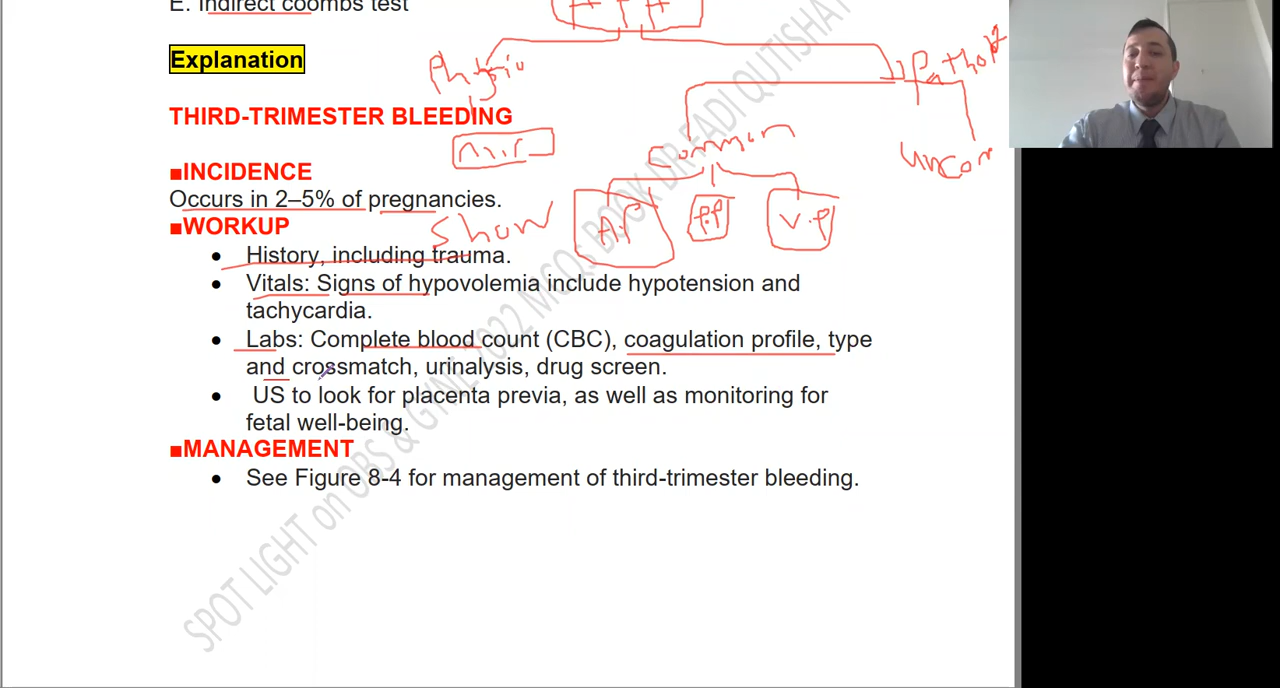 E. Indirect coombs test
Explanation
Physio
Pathol
THIRD-TRIMESTER BLEEDING
Common
uncom
■INCIDENCE
Occurs in 2–5% of pregnancies.
A.P
P.P
V.P
■WORKUP
Show
• History, including trauma.
• Vitals: Signs of hypovolemia include hypotension and
tachycardia.
• Labs: Complete blood count (CBC), coagulation profile, type
and crossmatch, urinalysis, drug screen.
• US to look for placenta previa, as well as monitoring for
fetal well-being.
■MANAGEMENT
• See Figure 8-4 for management of third-trimester bleeding.
SPOT LIGHT on OBS & GYNE 2022 MCQs BOOK DR FADI QUTISHAT